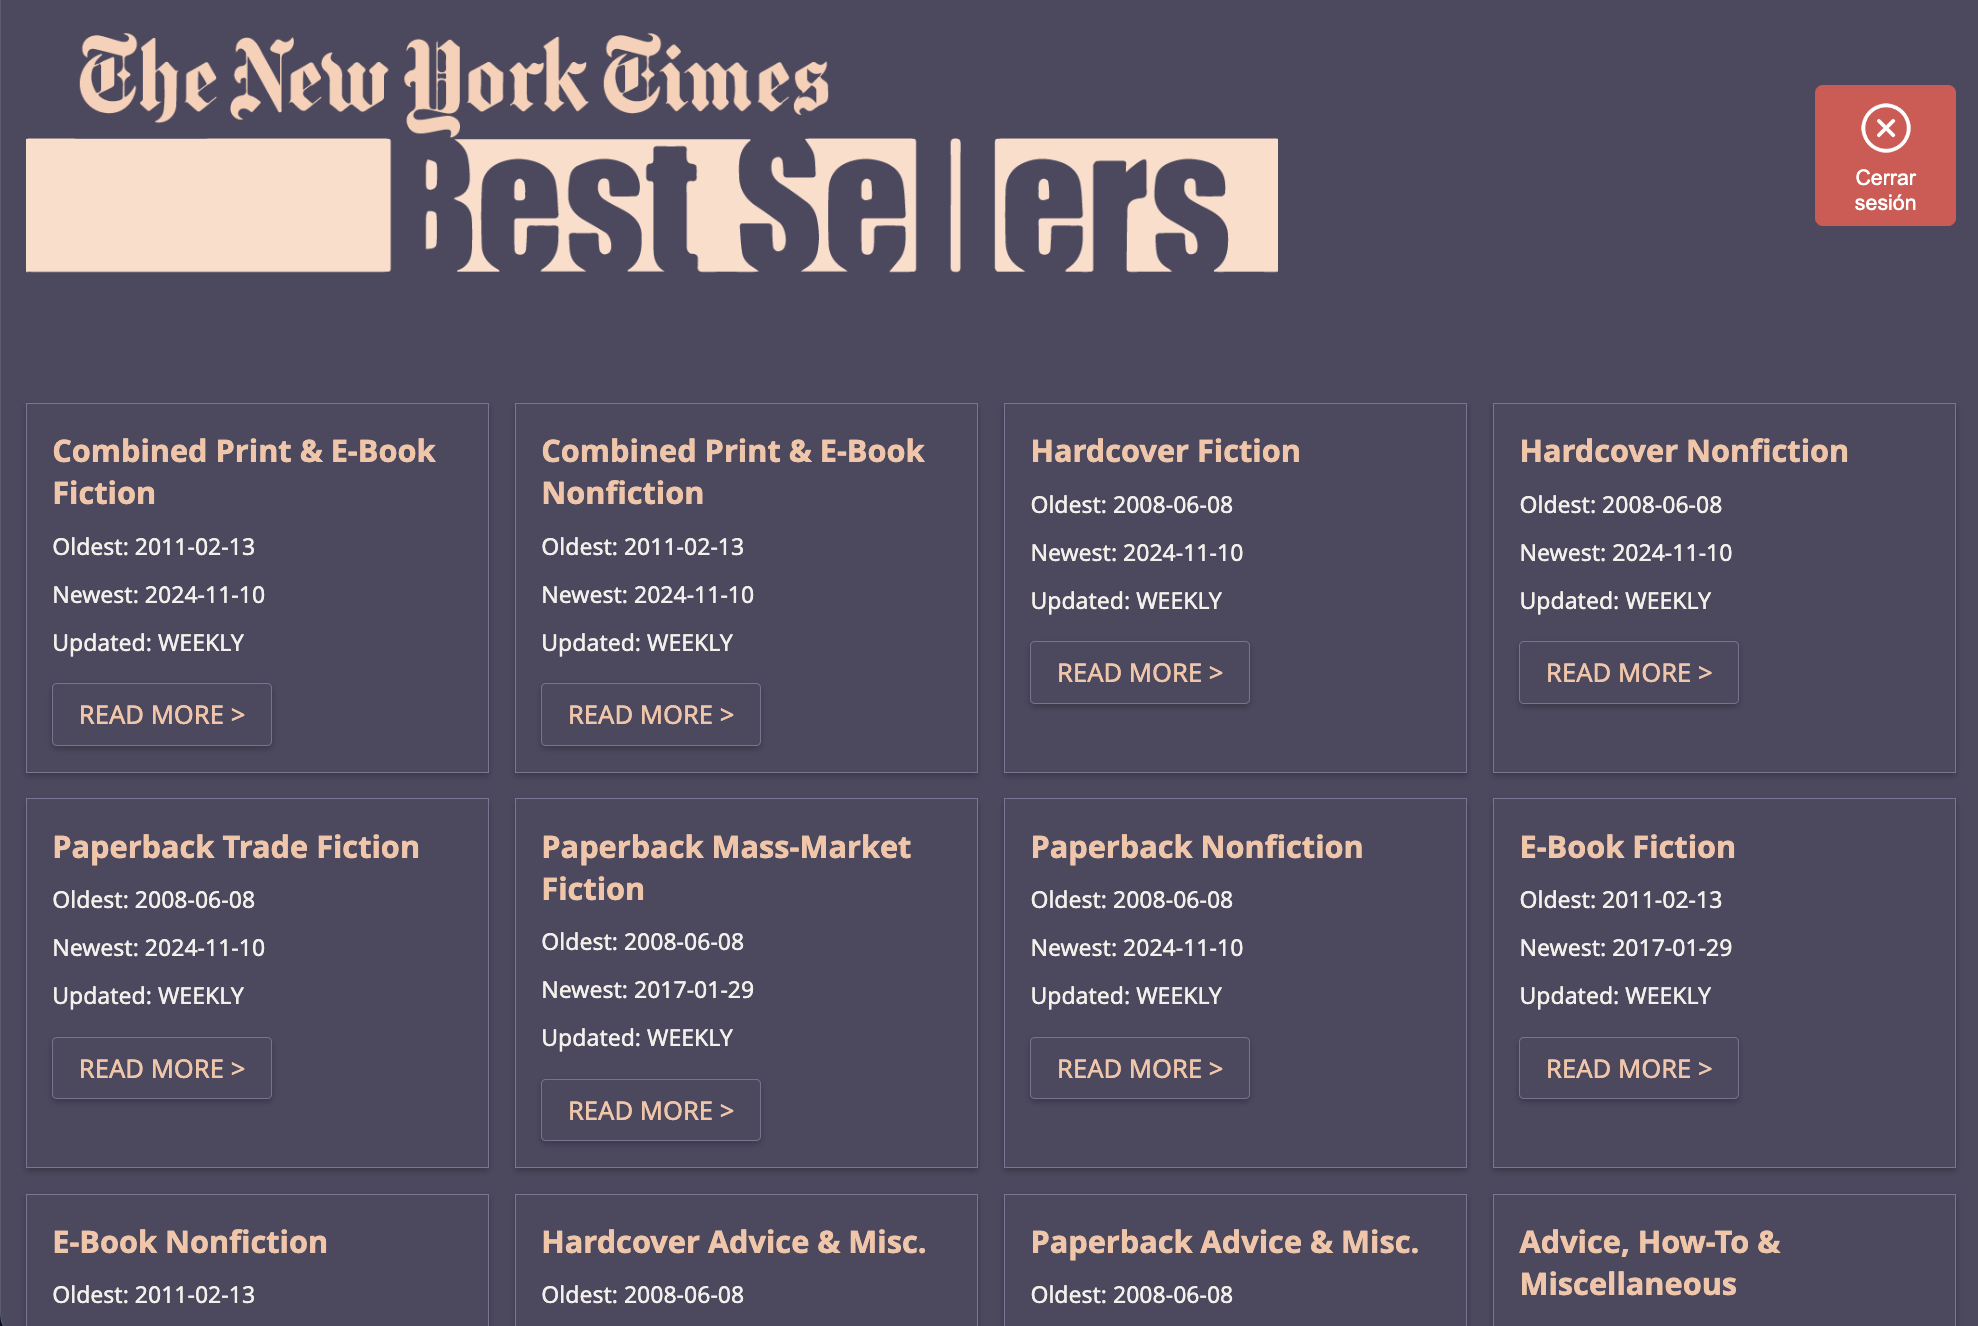 The New York Times
Best Sellers
Cerrar
sesión
Combined Print & E-Book
Fiction
Oldest: 2011-02-13
Newest: 2024-11-10
Updated: WEEKLY
READ MORE >
Combined Print & E-Book
Nonfiction
Oldest: 2011-02-13
Newest: 2024-11-10
Updated: WEEKLY
READ MORE >
Hardcover Fiction
Oldest: 2008-06-08
Newest: 2024-11-10
Updated: WEEKLY
READ MORE >
Hardcover Nonfiction
Oldest: 2008-06-08
Newest: 2024-11-10
Updated: WEEKLY
READ MORE >
Paperback Trade Fiction
Oldest: 2008-06-08
Newest: 2024-11-10
Updated: WEEKLY
READ MORE >
Paperback Mass-Market
Fiction
Oldest: 2008-06-08
Newest: 2017-01-29
Updated: WEEKLY
READ MORE >
Paperback Nonfiction
Oldest: 2008-06-08
Newest: 2024-11-10
Updated: WEEKLY
READ MORE >
E-Book Fiction
Oldest: 2011-02-13
Newest: 2017-01-29
Updated: WEEKLY
READ MORE >
E-Book Nonfiction
Oldest: 2011-02-13
Hardcover Advice & Misc.
Oldest: 2008-06-08
Paperback Advice & Misc.
Oldest: 2008-06-08
Advice, How-To &
Miscellaneous